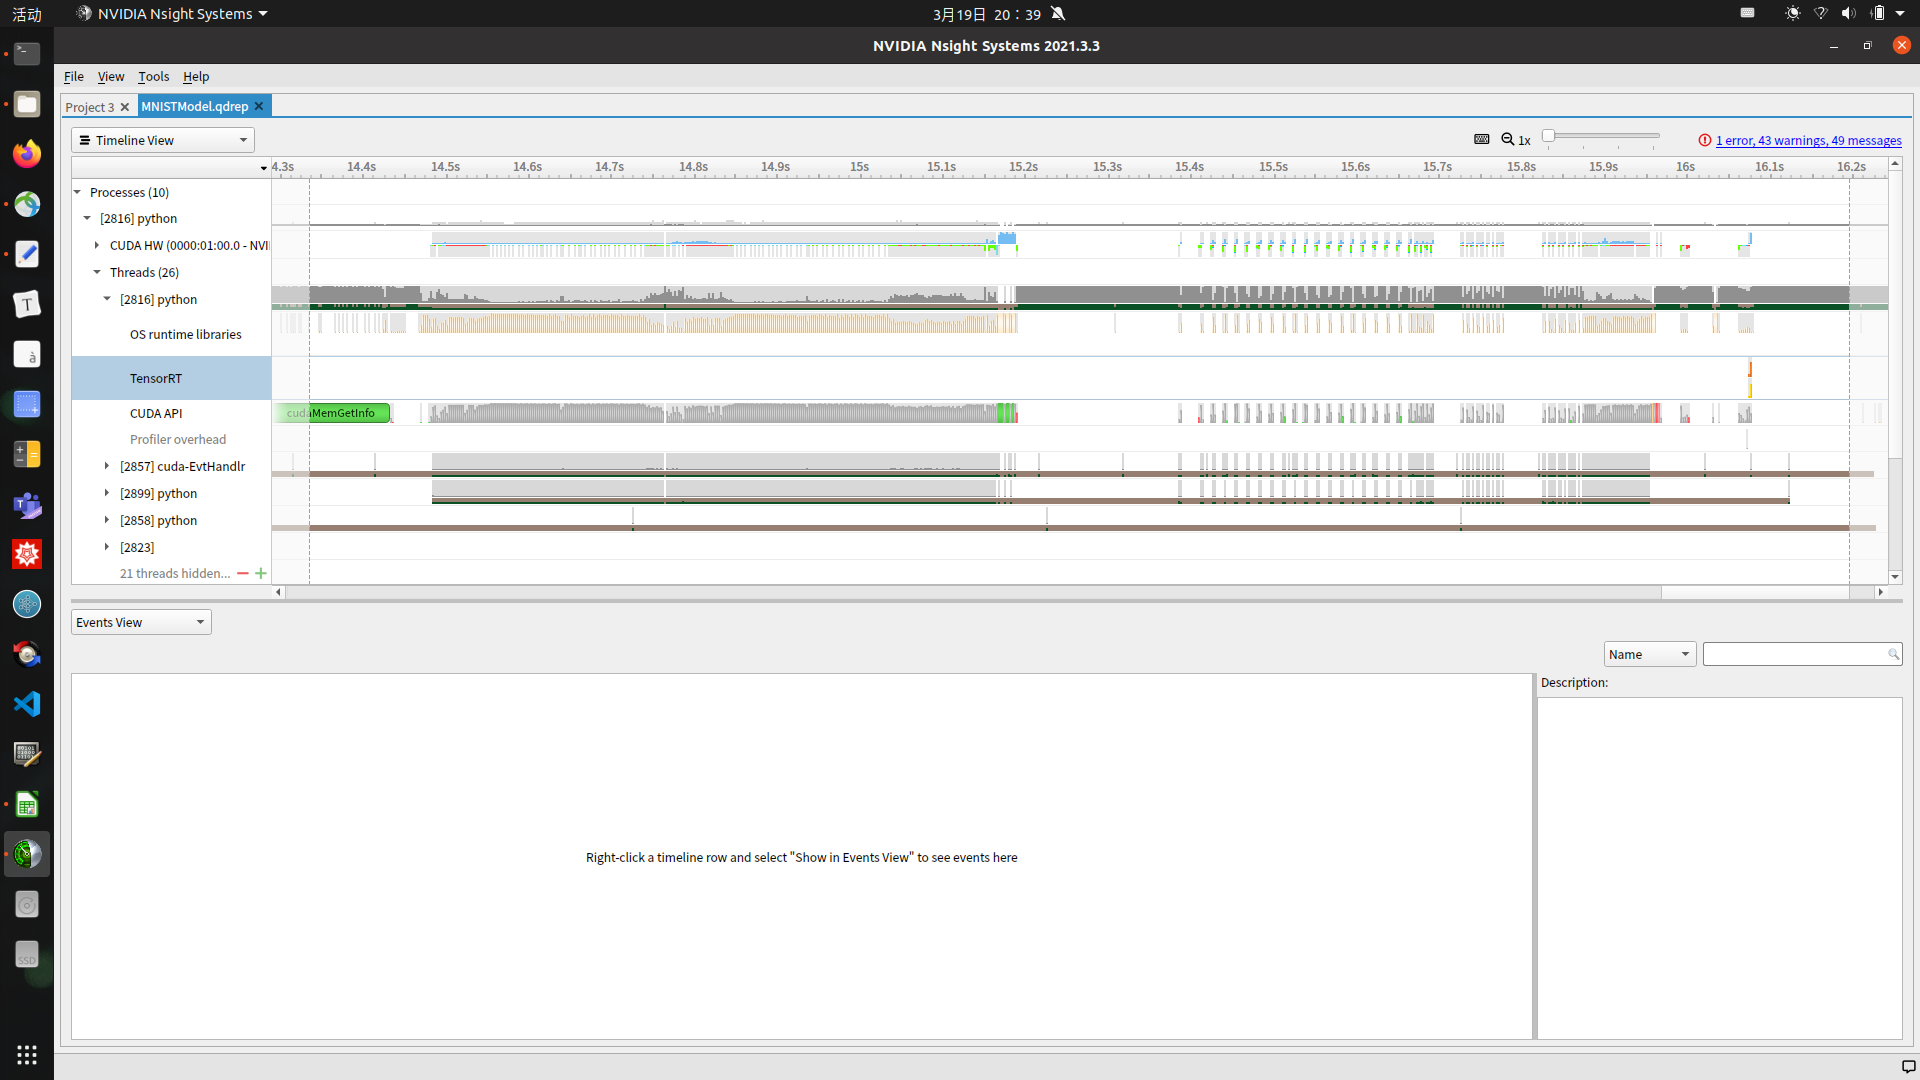 活动
NVIDIA Nsight Systems
3月19日 20：39
NVIDIA Nsight Systems 2021.3.3
File View Tools Help
Project 3
MNISTModel.qdrep
Timeline View
1x
1 error, 43 warnings, 49 messages
4.3s 14.4s 14.5s 14.6s 14.7s 14.8s 14.9s 15s 15.1s 15.2s 15.3s 15.4s 15.5s 15.6s 15.7s 15.8s 15.9s 16s 16.1s 16.2s
Processes (10)
[2816] python
CUDA HW (0000:01:00.0 - NVI
Threads (26)
[2816] python
OS runtime libraries
TensorRT
CUDA API
cudaMemGetInfo
Profiler overhead
[2857] cuda-EvtHandlr
[2899] python
[2858] python
[2823]
21 threads hidden...
Events View
Name
Description:
Right-click a timeline row and select "Show in Events View" to see events here
T
à
SSD